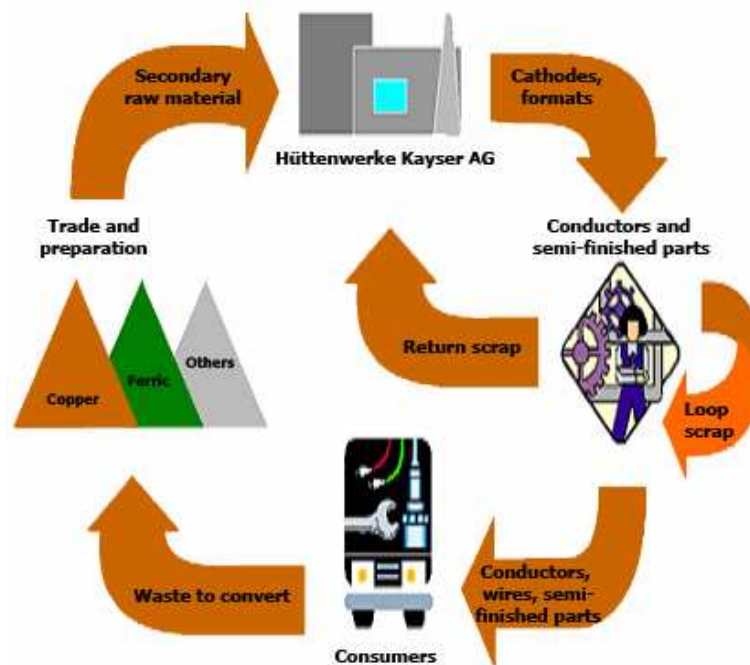 Secondary
raw material
Cathodes,
formats
Hüttenwerke Kayser AG
Trade and
preparation
Conductors and
semi-finished parts
Return scrap
Copper
Ferric
Others
Loop
scrap
Waste to convert
Conductors,
wires, semi-
finished parts
Consumers